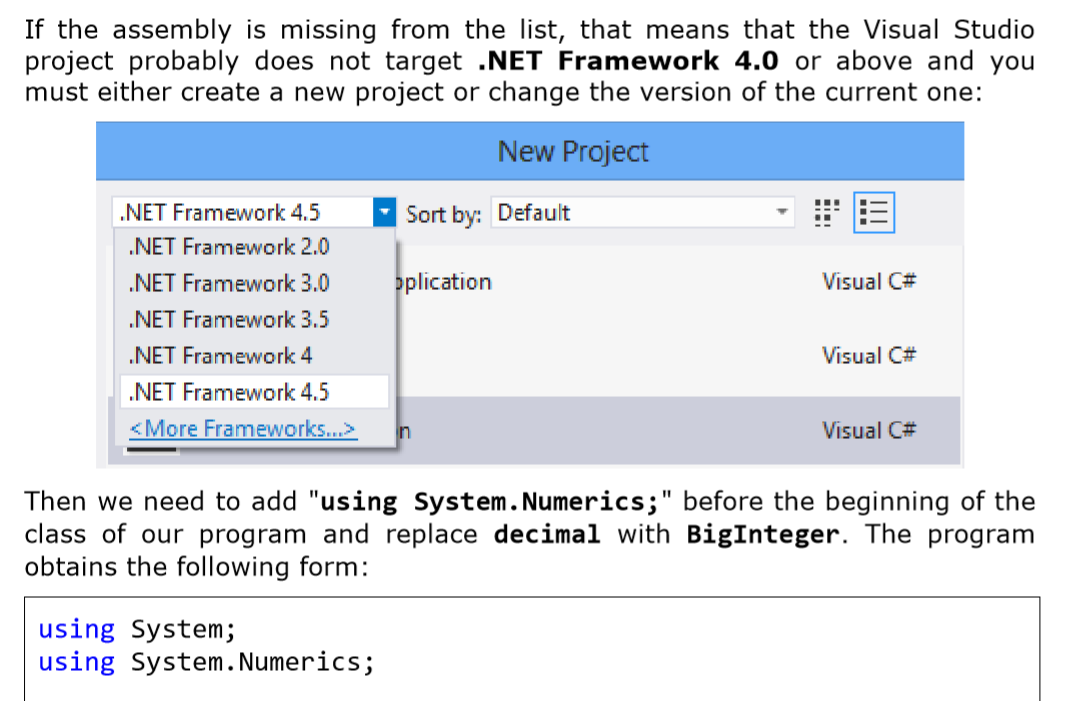 If the assembly is missing from the list, that means that the Visual Studio
project probably does not target .NET Framework 4.0 or above and you
must either create a new project or change the version of the current one:
New Project
.NET Framework 4.5 Sort by: Default
.NET Framework 2.0
.NET Framework 3.0 pplication Visual C#
.NET Framework 3.5
.NET Framework 4 Visual C#
.NET Framework 4.5
<More Frameworks...> n Visual C#
Then we need to add "using System.Numerics;" before the beginning of the
class of our program and replace decimal with BigInteger. The program
obtains the following form:
using System;
using System.Numerics;